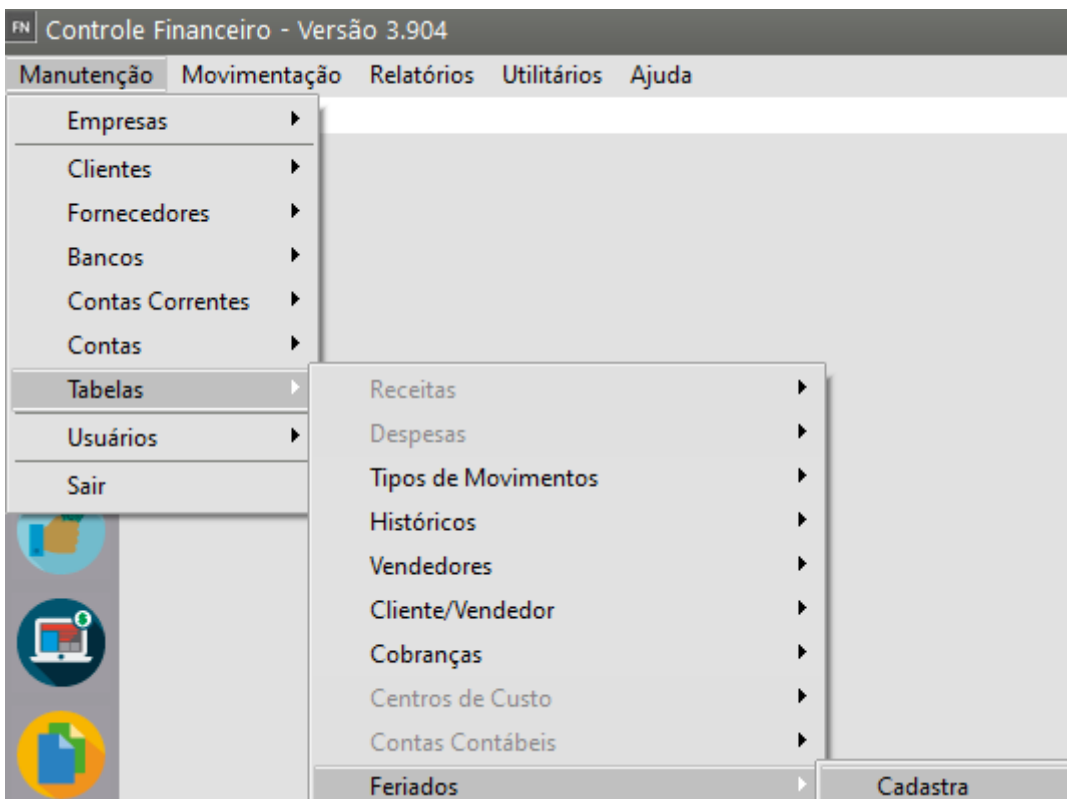 FN Controle Financeiro - Versão 3.904
Manutenção Movimentação Relatórios Utilitários Ajuda
Empresas
Clientes
Fornecedores
Bancos
Contas Correntes
Contas
Tabelas
Usuários
Sair
Receitas
Despesas
Tipos de Movimentos
Históricos
Vendedores
Cliente/Vendedor
Cobranças
Centros de Custo
Contas Contábeis
Feriados
Cadastra